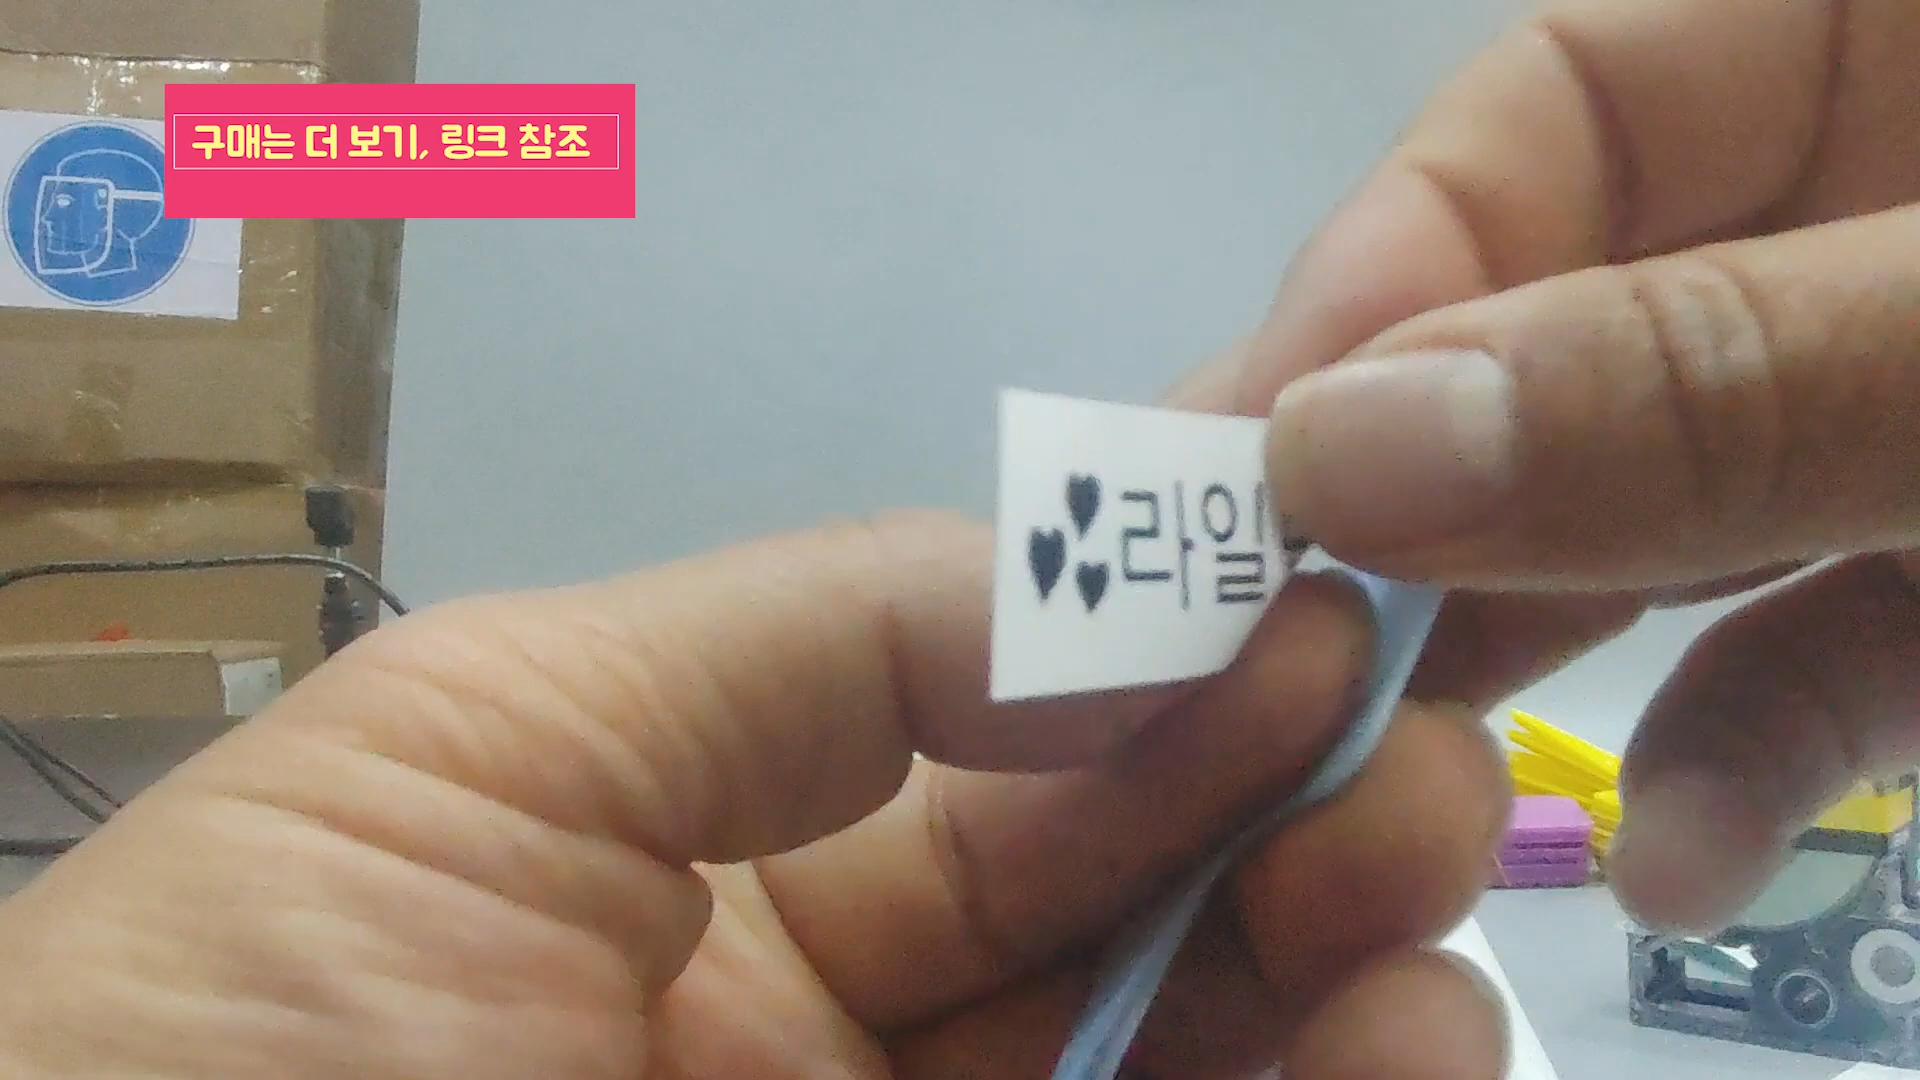 구매는 더 보기, 링크 참조
라일